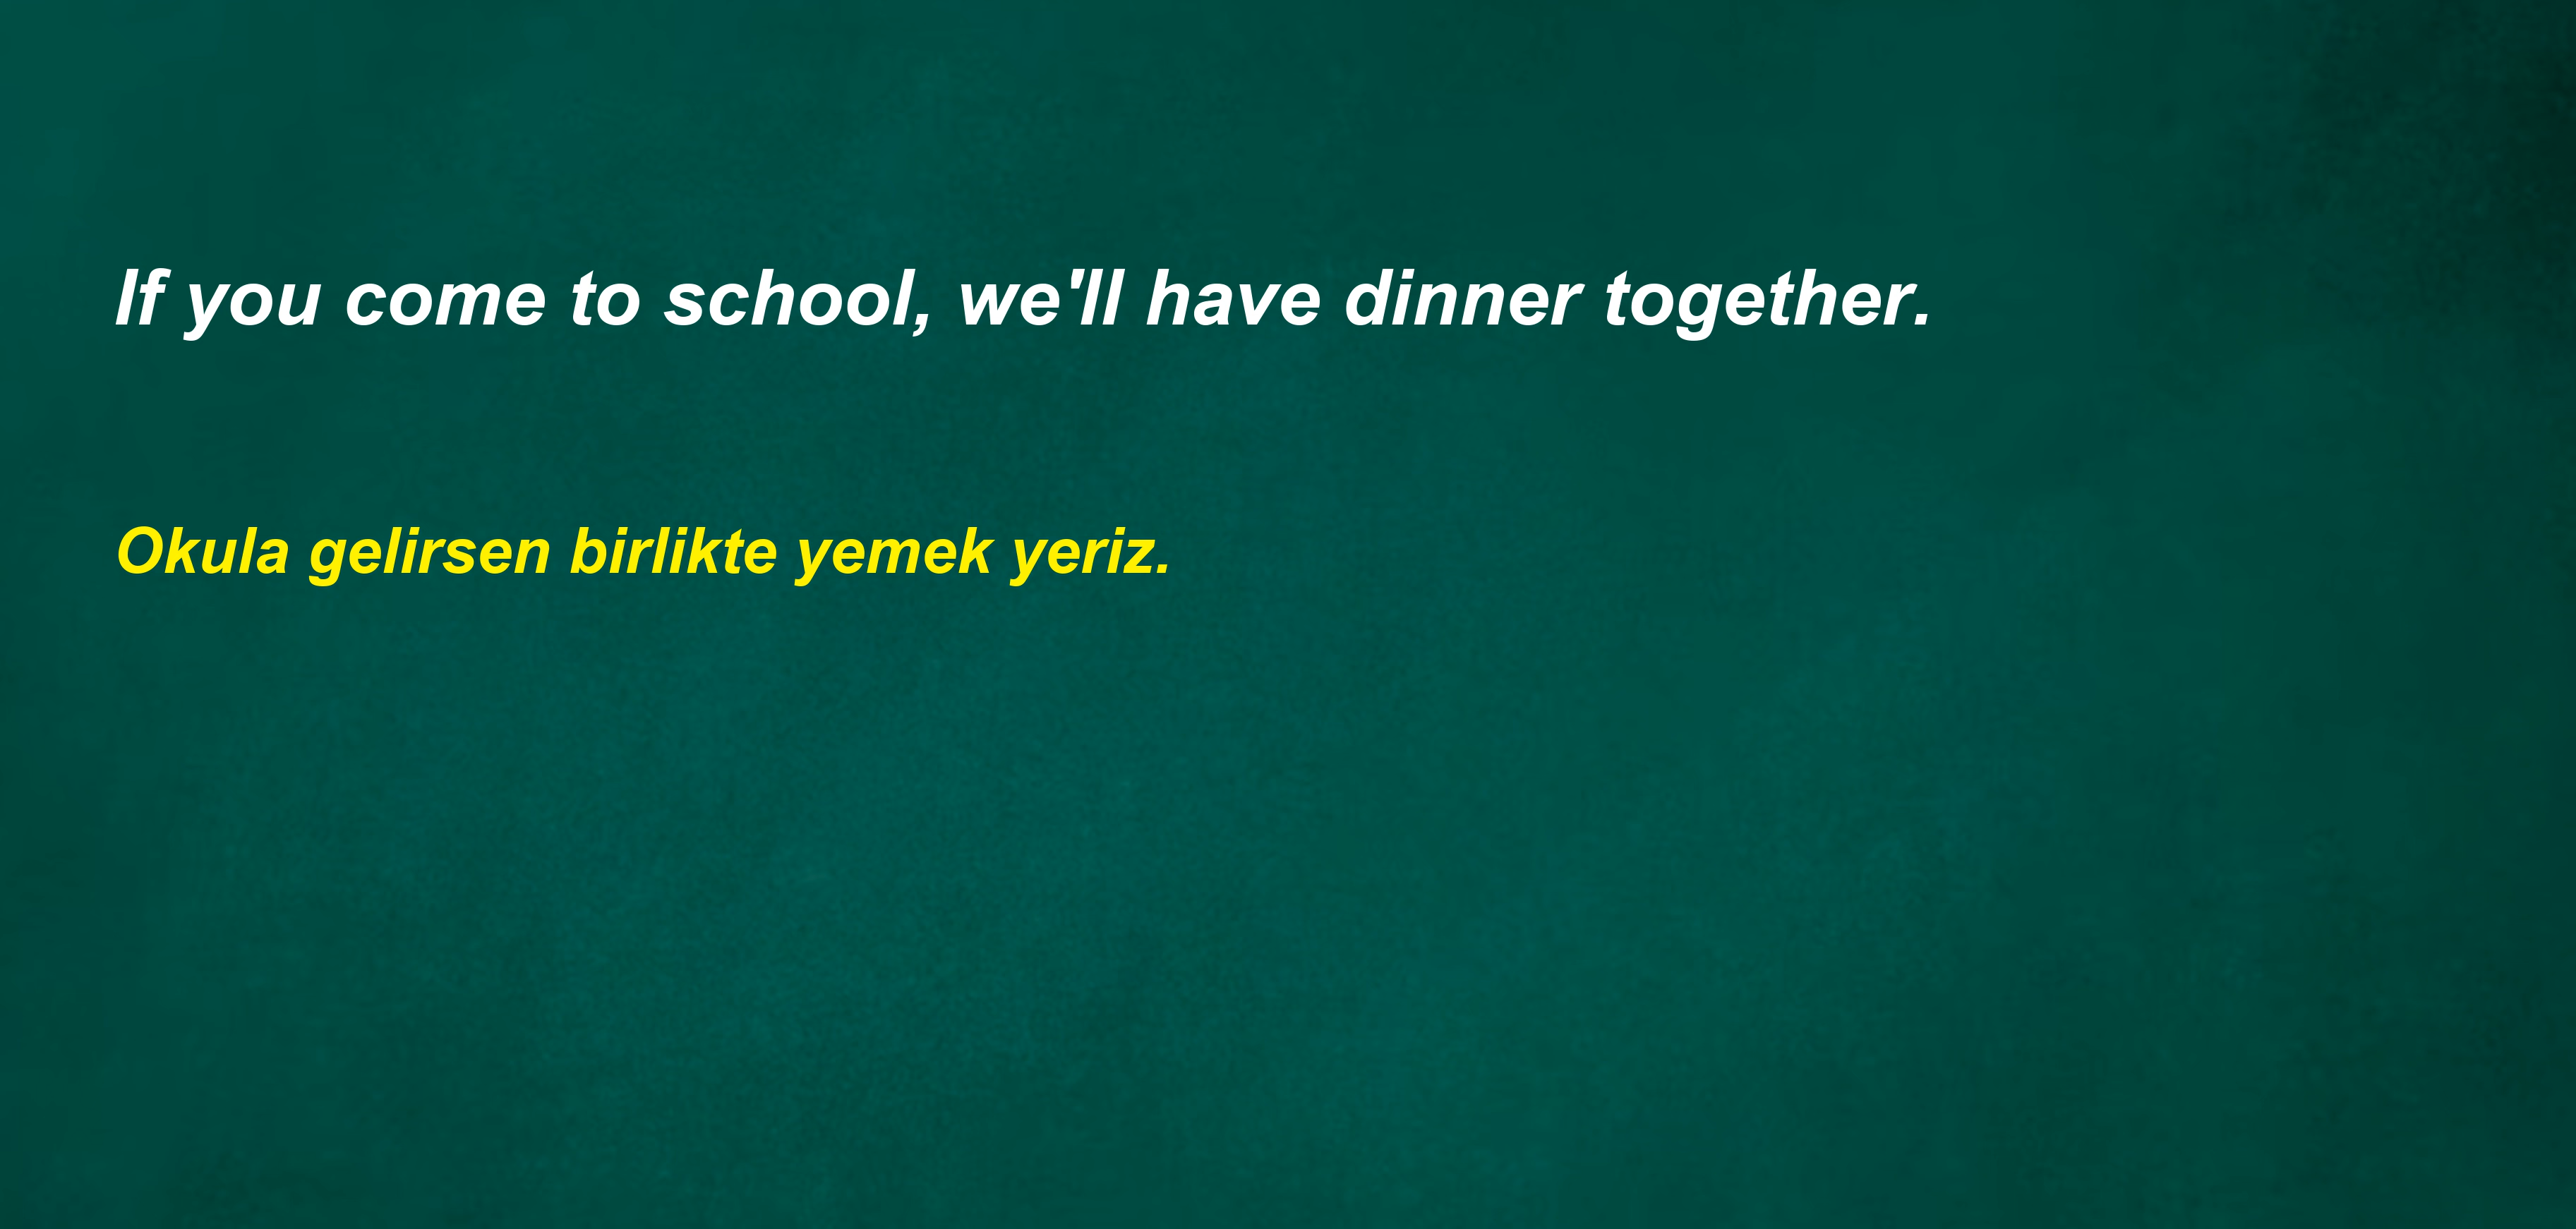 If you come to school, we'll have dinner together.
Okula gelirsen birlikte yemek yeriz.